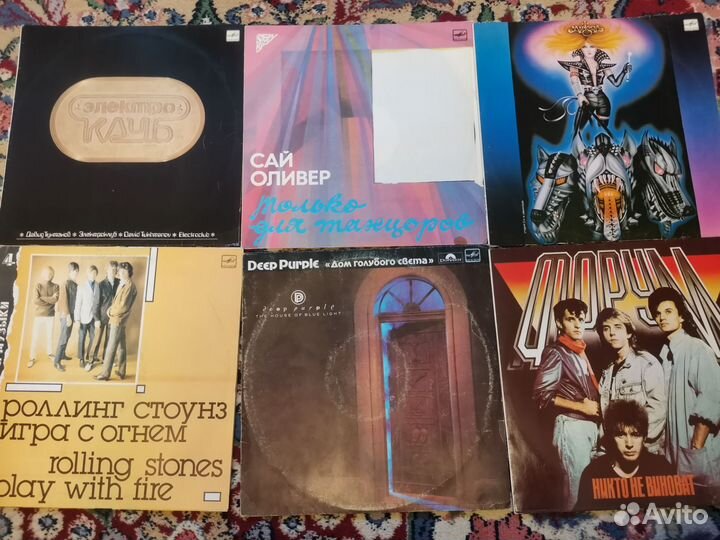 электро
клуб
Давид Тухманов * Электроклуб * David Tukhmanov * Electroclub
САЙ
ОЛИВЕР
только
для танцоров
DEEP PURPLE «Дом голубого света»
deep purple
THE HOUSE OF BLUE LIGHT
4.
МУЗЫКИ
роллинг стоунз
игра с огнем
rolling stones
play with fire
ФОРУМ
НИКТО НЕ ВИНОВАТ
Avito